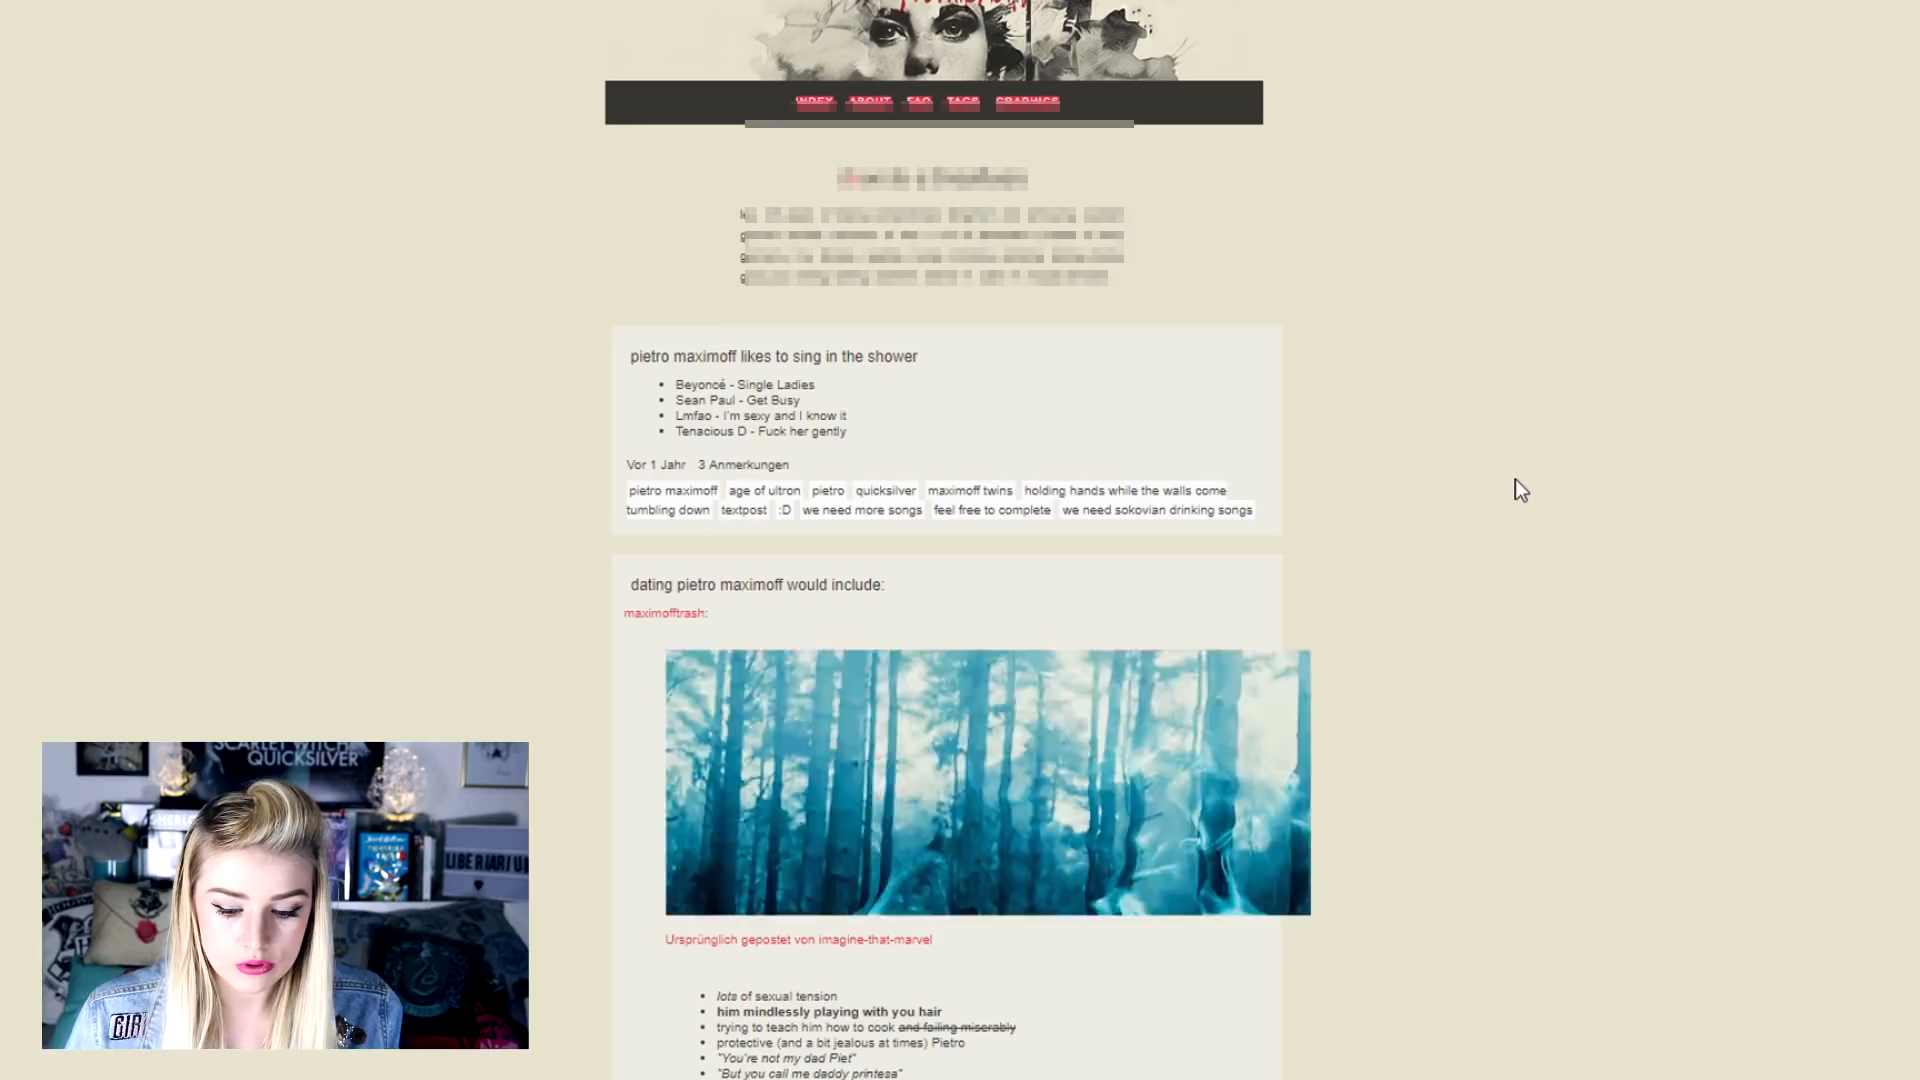 INDEX ABOUT FAQ TAGS GRAPHICS
pietro maximoff likes to sing in the shower
• Beyoncé - Single Ladies
• Sean Paul - Get Busy
• Lmfao - I'm sexy and I know it
• Tenacious D - Fuck her gently
Vor 1 Jahr 3 Anmerkungen
pietro maximoff age of ultron pietro quicksilver maximoff twins holding hands while the walls come
tumbling down textpost :D we need more songs feel free to complete we need sokovian drinking songs
dating pietro maximoff would include:
maximofftrash:
Ursprünglich gepostet von imagine-that-marvel
• lots of sexual tension
• him mindlessly playing with you hair
• trying to teach him how to cook and failing miserably
• protective (and a bit jealous at times) Pietro
• "You're not my dad Piet"
• "But you call me daddy printesa"
SCARLET WITCH
QUICKSILVER